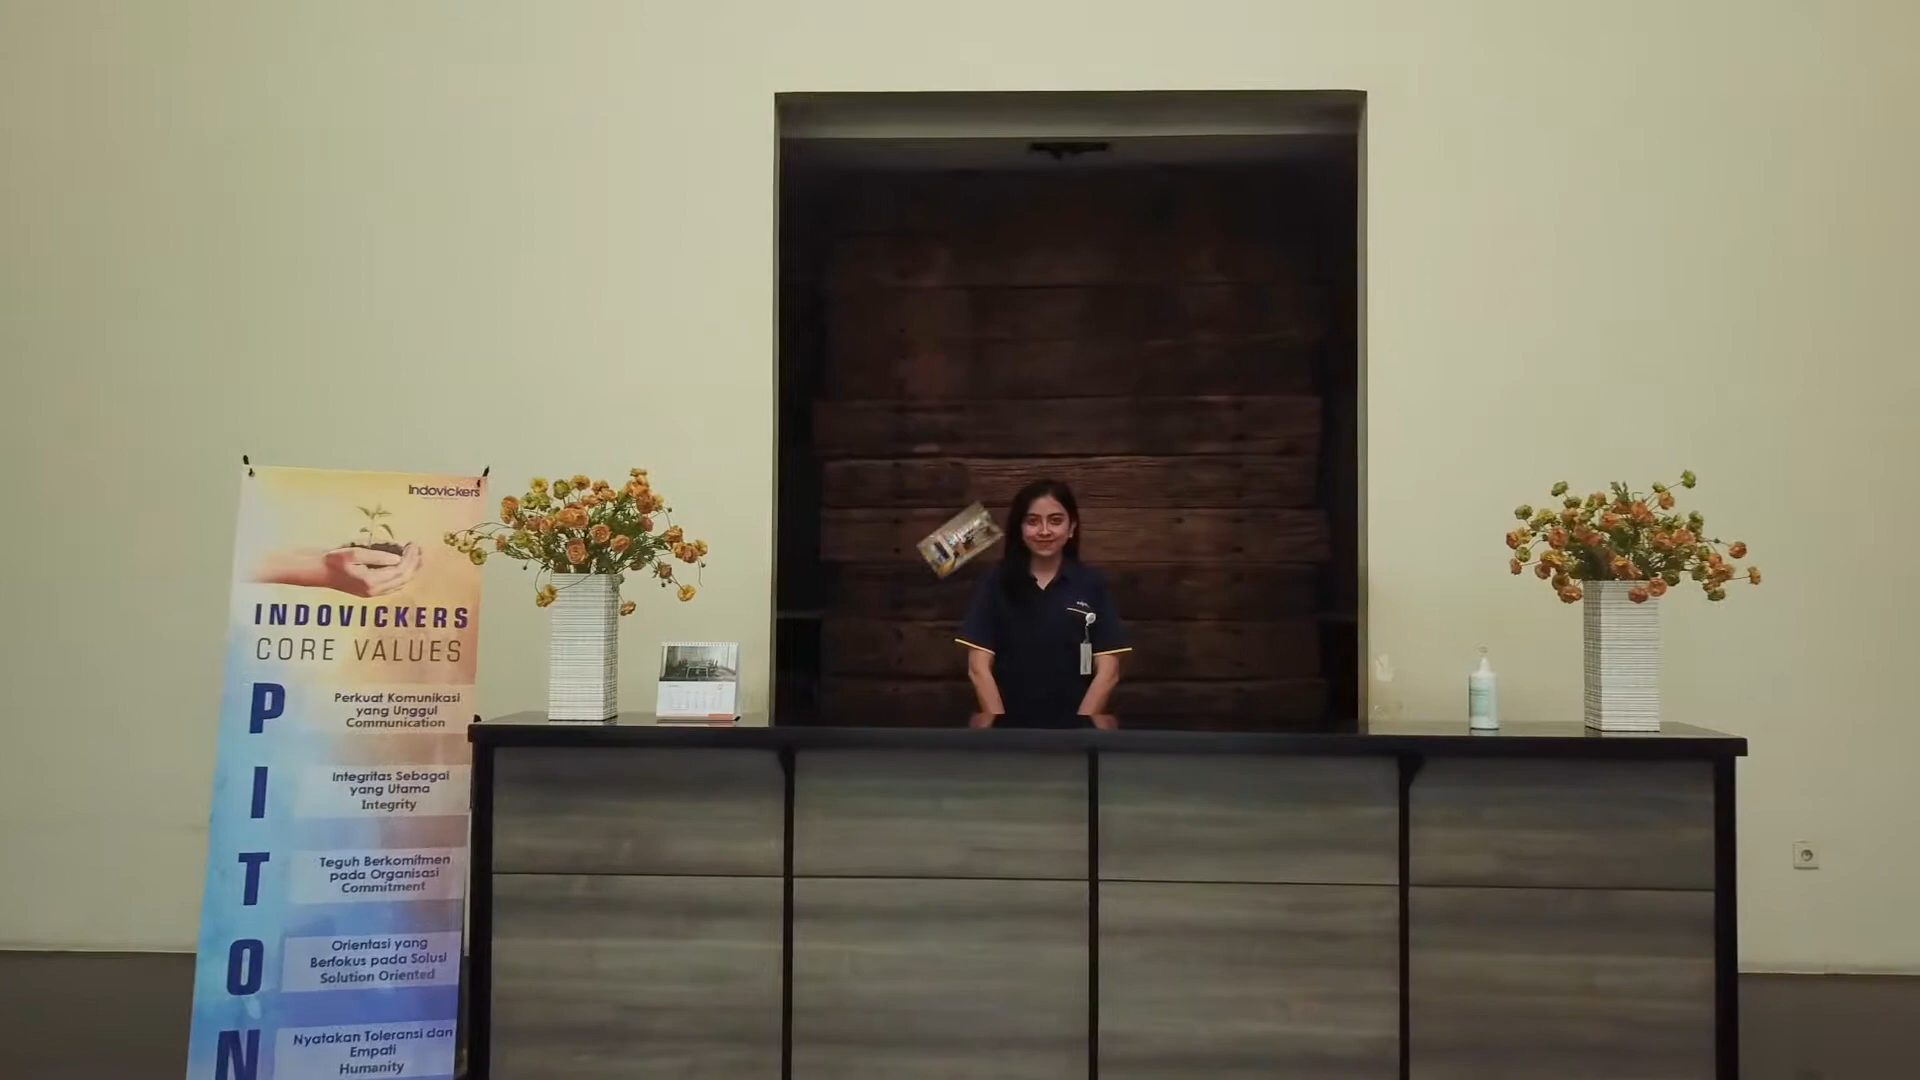 Indovickers
INDOVICKERS
CORE VALUES
P
Perkuat Komunikasi
yang Unggul
Communication
I
Integritas Sebagai
yang Utama
Integrity
T
Teguh Berkomitmen
pada Organisasi
Commitment
O
Orientasi yang
Berfokus pada Solusi
Solution Oriented
N
Nyatakan Toleransi dan
Empati
Humanity